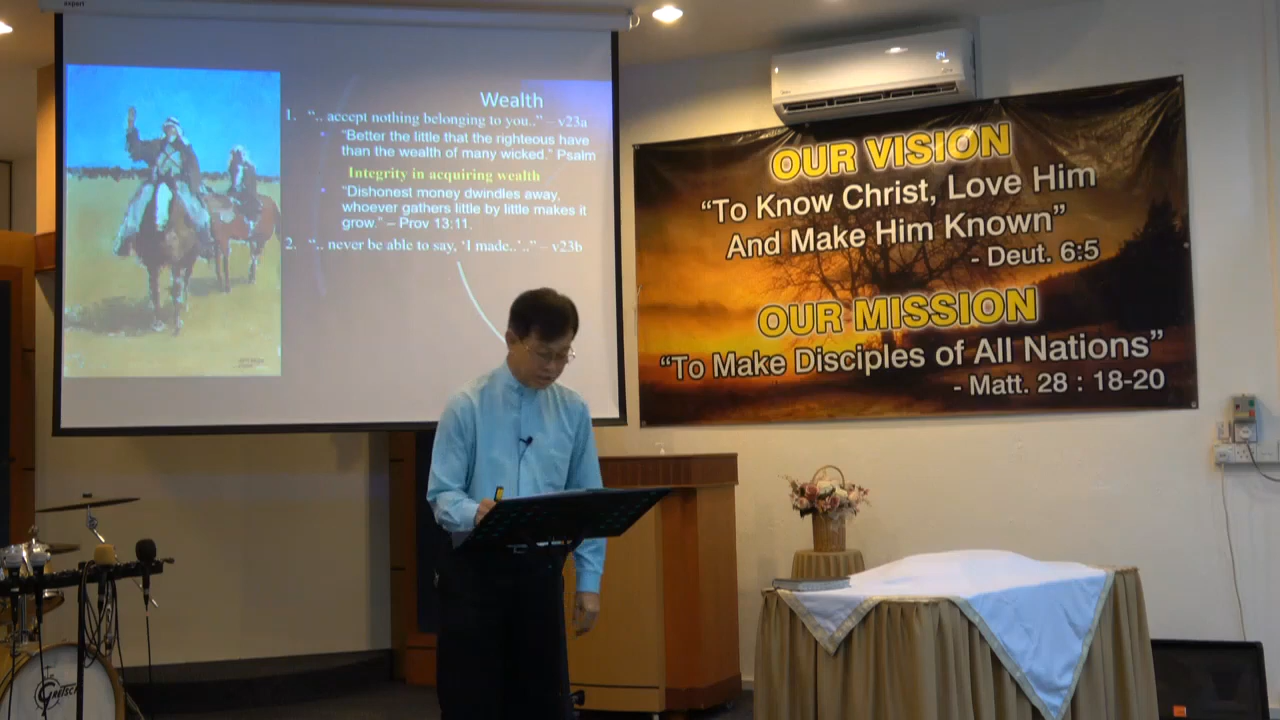 expert
Wealth
1. “.. accept nothing belonging to you..” – v23a
“Better the little that the righteous have
than the wealth of many wicked.” Psalm
Integrity in acquiring wealth
“Dishonest money dwindles away,
whoever gathers little by little makes it
grow.” – Prov 13:11.
2. “.. never be able to say, ‘I made..’..” – v23b
24
OUR VISION
“To Know Christ, Love Him
And Make Him Known”
- Deut. 6:5
OUR MISSION
“To Make Disciples of All Nations”
- Matt. 28 : 18-20
GRETSCH